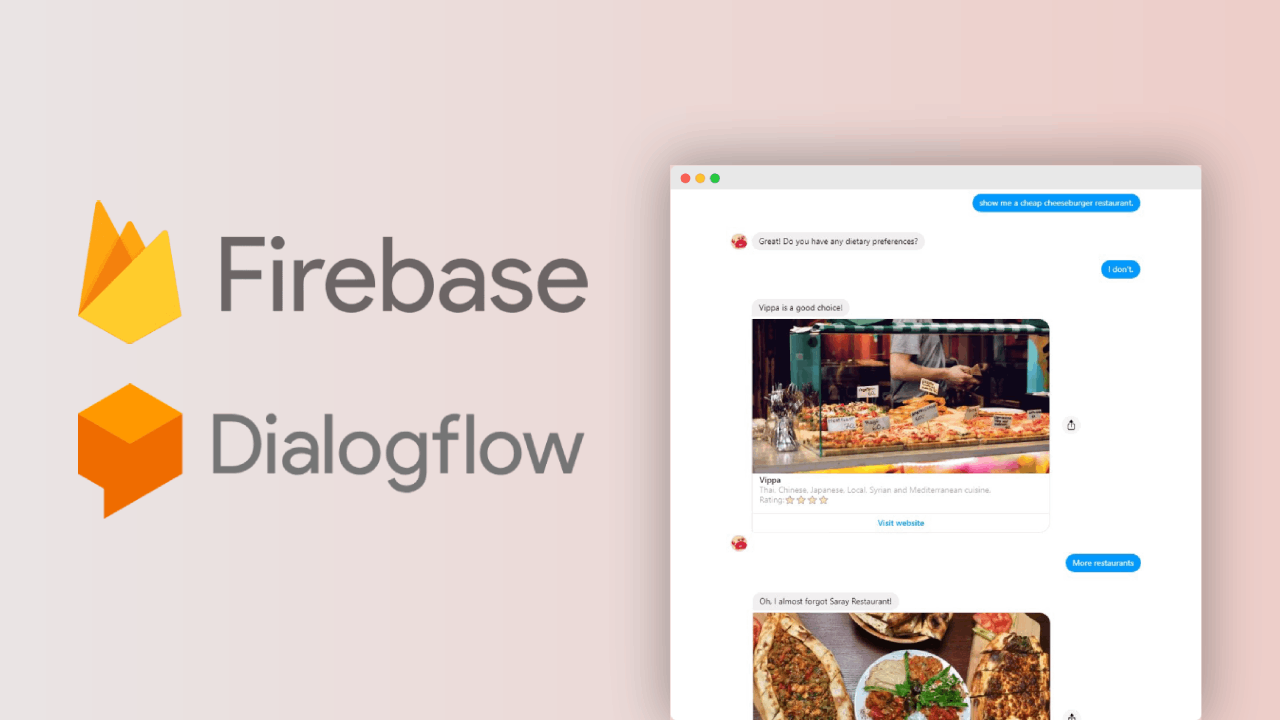 Firebase
Dialogflow
show me a cheap cheeseburger restaurant.
Great! Do you have any dietary preferences?
I don't.
Vippa is a good choice!
Vippa
Thai, Chinese, Japanese, Local, Syrian and Mediterranean cuisine.
Rating:
Visit website
More restaurants
Oh, I almost forgot Saray Restaurant!